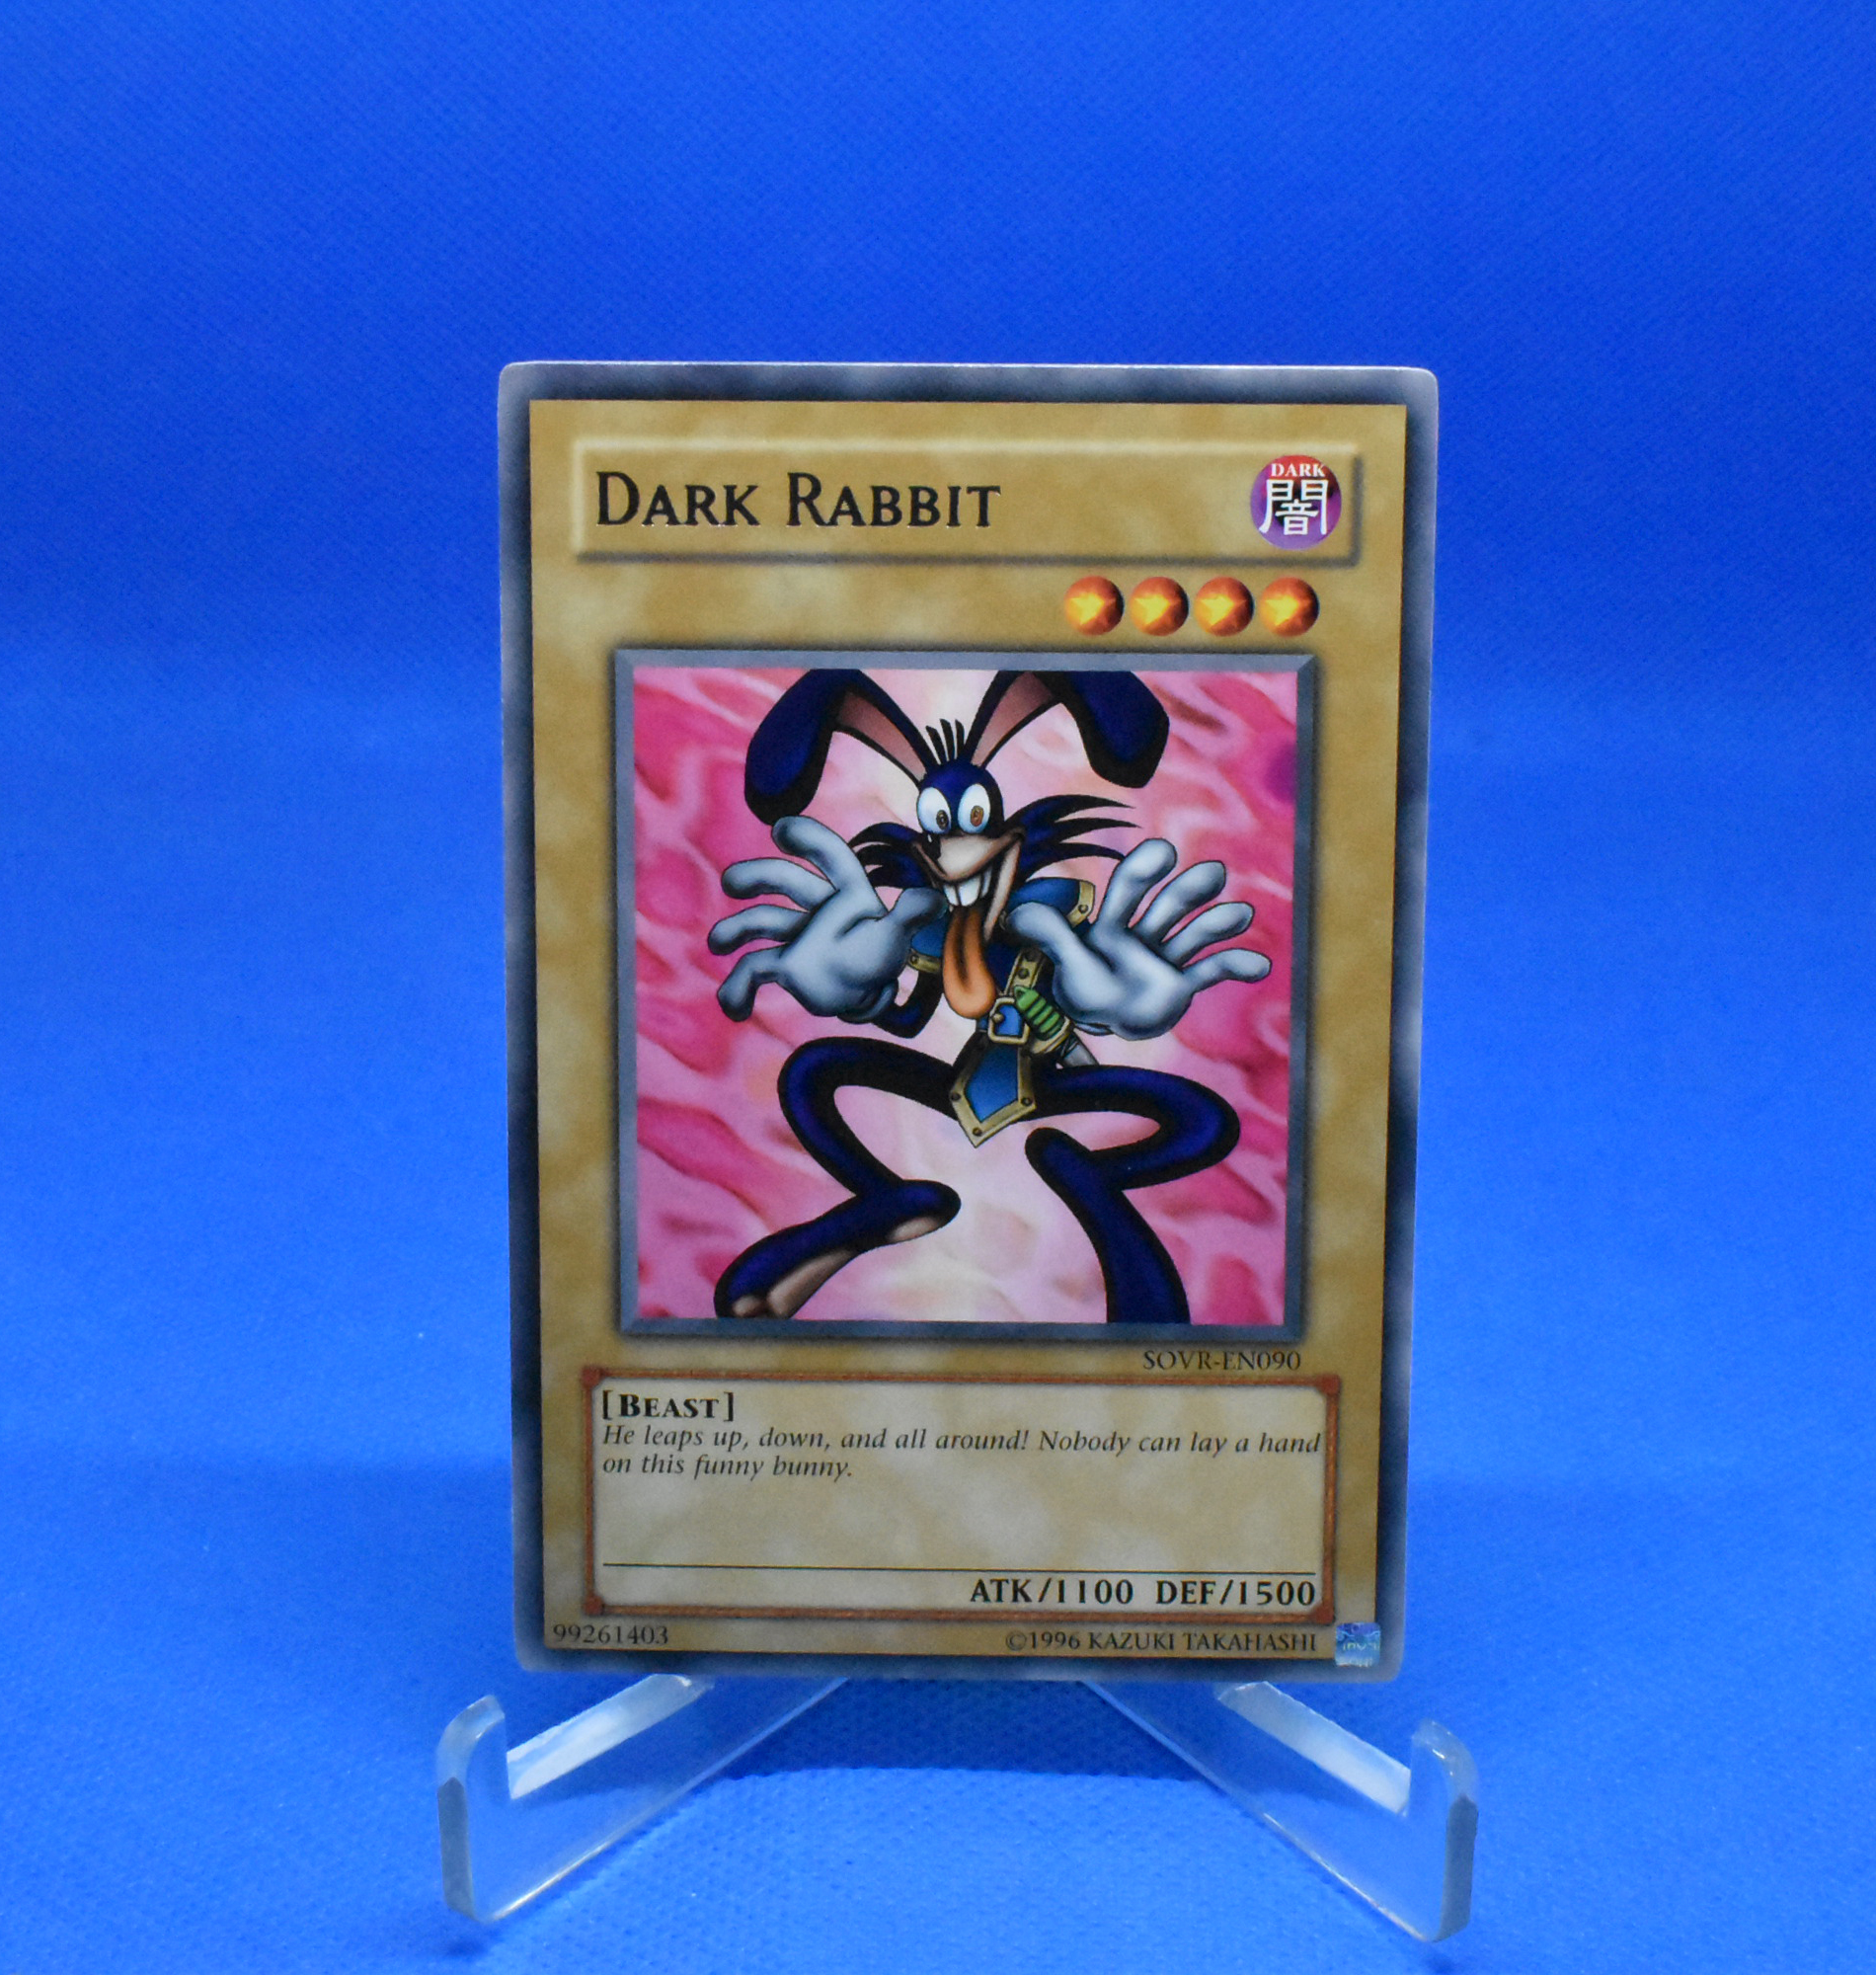 DARK RABBIT
DARK
闇
SOVR-EN090
[BEAST]
He leaps up, down, and all around! Nobody can lay a hand
on this funny bunny.
ATK/1100 DEF/1500
99261403
©1996 KAZUKI TAKAHASHI